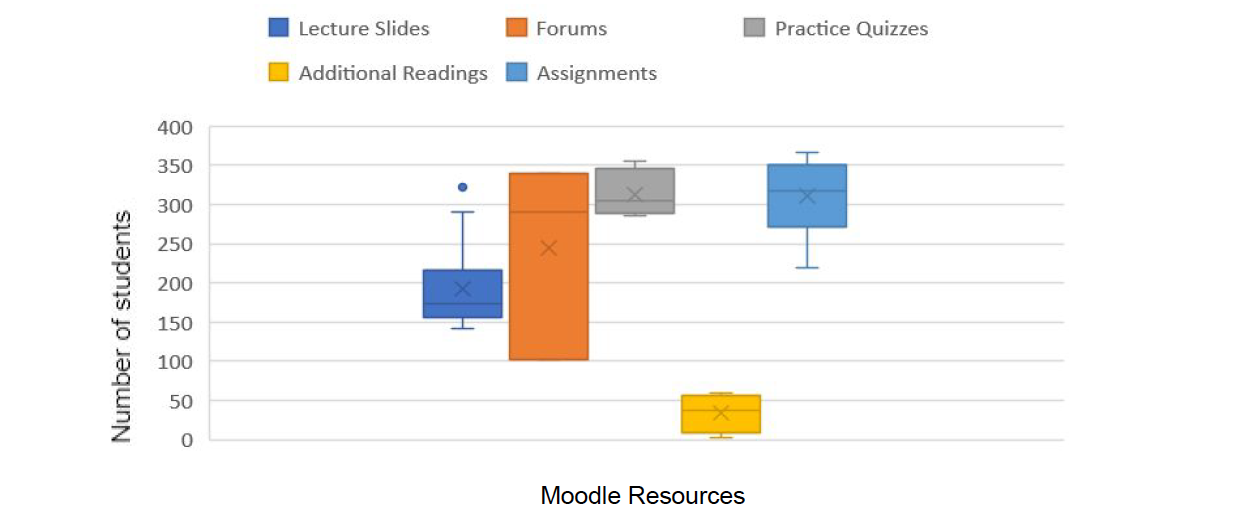 Lecture Slides Forums Practice Quizzes
Additional Readings Assignments
400
350
300
250
200
150
100
50
0
Number of students
Moodle Resources